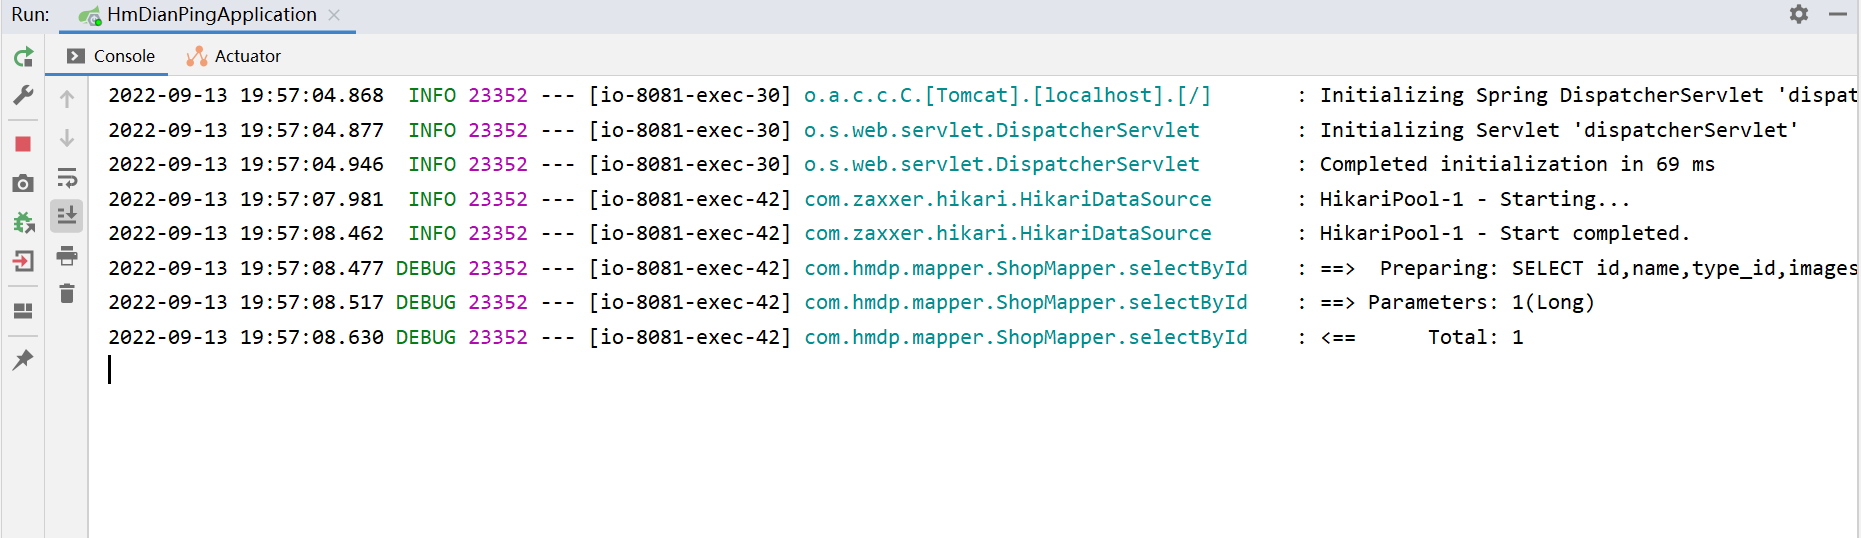 Run: HmDianPingApplication
Console Actuator
2022-09-13 19:57:04.868  INFO 23352 --- [io-8081-exec-30] o.a.c.c.C.[Tomcat].[localhost].[/]       : Initializing Spring DispatcherServlet 'dispat
2022-09-13 19:57:04.877  INFO 23352 --- [io-8081-exec-30] o.s.web.servlet.DispatcherServlet        : Initializing Servlet 'dispatcherServlet'
2022-09-13 19:57:04.946  INFO 23352 --- [io-8081-exec-30] o.s.web.servlet.DispatcherServlet        : Completed initialization in 69 ms
2022-09-13 19:57:07.981  INFO 23352 --- [io-8081-exec-42] com.zaxxer.hikari.HikariDataSource       : HikariPool-1 - Starting...
2022-09-13 19:57:08.462  INFO 23352 --- [io-8081-exec-42] com.zaxxer.hikari.HikariDataSource       : HikariPool-1 - Start completed.
2022-09-13 19:57:08.477 DEBUG 23352 --- [io-8081-exec-42] com.hmdp.mapper.ShopMapper.selectById    : ==>  Preparing: SELECT id,name,type_id,images
2022-09-13 19:57:08.517 DEBUG 23352 --- [io-8081-exec-42] com.hmdp.mapper.ShopMapper.selectById    : ==> Parameters: 1(Long)
2022-09-13 19:57:08.630 DEBUG 23352 --- [io-8081-exec-42] com.hmdp.mapper.ShopMapper.selectById    : <==      Total: 1